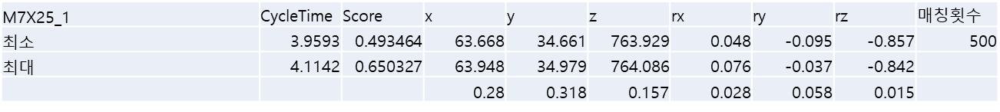 M7X25_1 CycleTime Score x y z rx ry rz 매칭횟수
최소 3.9593 0.493464 63.668 34.661 763.929 0.048 -0.095 -0.857 500
최대 4.1142 0.650327 63.948 34.979 764.086 0.076 -0.037 -0.842
0.28 0.318 0.157 0.028 0.058 0.015